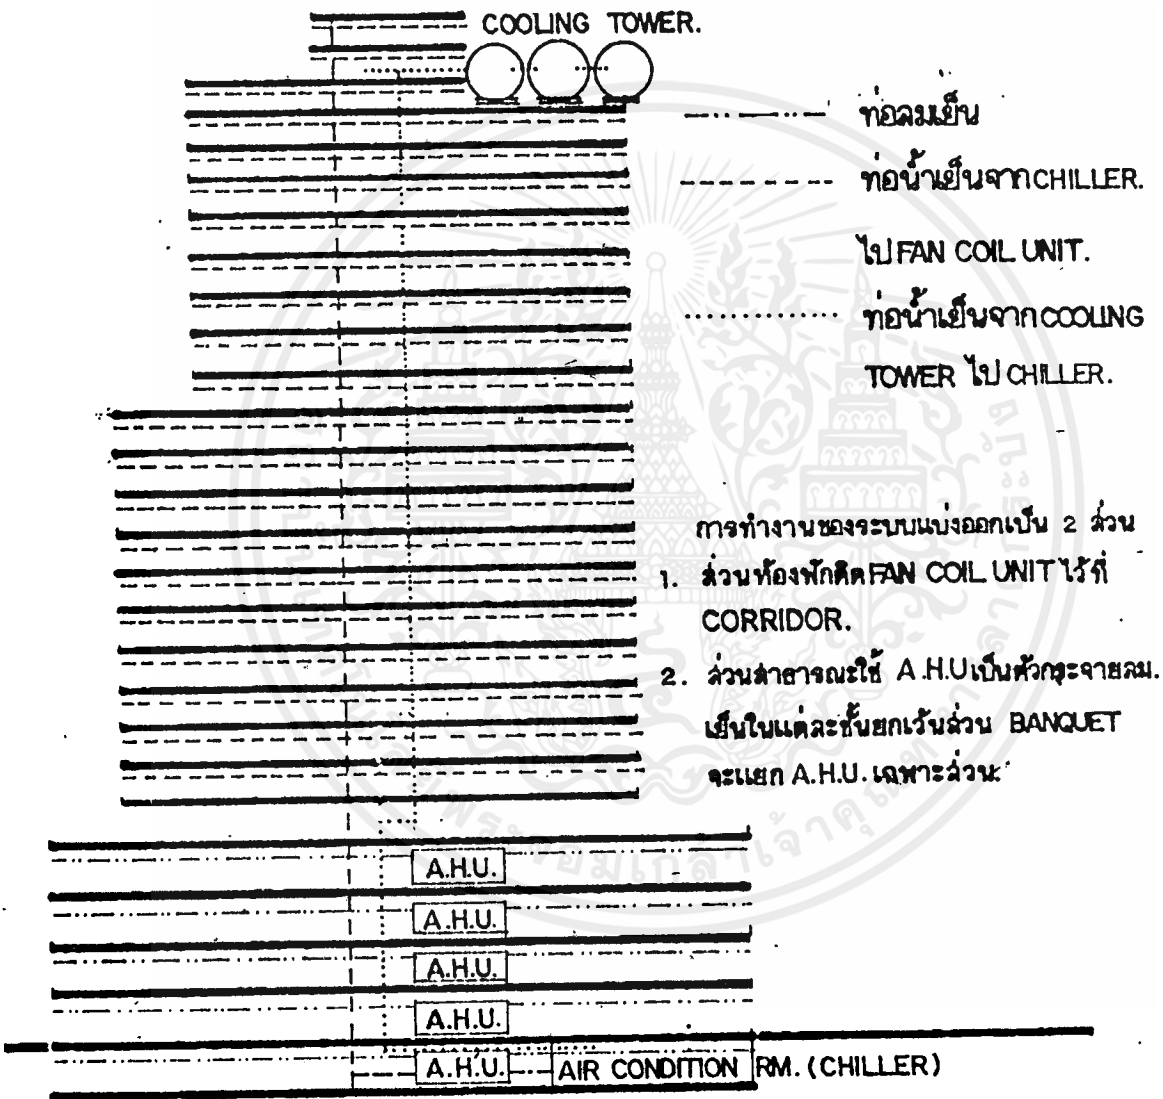 COOLING TOWER.
ท่อลมเย็น
ท่อน้ำเย็นจาก CHILLER.
ไป FAN COIL UNIT.
ท่อน้ำเย็นจาก COOLING
TOWER ไป CHILLER.
การทำงานของระบบแบ่งออกเป็น 2 ส่วน
1. ส่วนห้องพักติด FAN COIL UNIT ไว้ที่
CORRIDOR.
2. ส่วนสาธารณะใช้ A.H.U เป็นตัวกระจายลม.
เย็นในแต่ละชั้นยกเว้นส่วน BANQUET
จะแยก A.H.U. เฉพาะส่วน.
A.H.U.
A.H.U.
A.H.U.
A.H.U.
A.H.U. AIR CONDITION RM. (CHILLER)